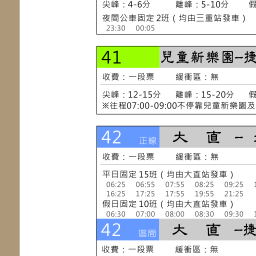 尖峰：4-6分　離峰：5-10分
夜間公車固定2班（均由三重站發車）
23:30　00:05
41　兒童新樂園-捷
收費：一段票　緩衝區：無
尖峰：12-15分　離峰：15-20分　假
※往程07:00-09:00不停靠兒童新樂園及
42 正線　大 直 -
收費：一段票　緩衝區：無
平日固定15班（均由大直站發車）
06:25　06:55　07:55　08:25　09:25
16:25　17:25　17:55　19:55　21:25
假日固定10班（均由大直站發車）
06:30　07:00　08:00　08:30　09:30
42 區間　大 直 -捷
收費：一段票　緩衝區：無